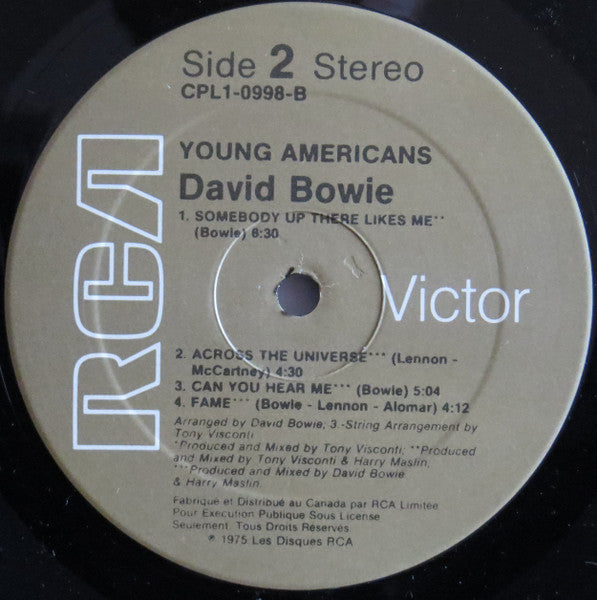 Side 2 Stereo
CPL1-0998-B
YOUNG AMERICANS
David Bowie
1. SOMEBODY UP THERE LIKES ME**
(Bowie) 6:30
RCA
Victor
2. ACROSS THE UNIVERSE*** (Lennon -
McCartney) 4:30
3. CAN YOU HEAR ME*** (Bowie) 5:04
4. FAME*** (Bowie - Lennon - Alomar) 4:12
Arranged by David Bowie; 3.-String Arrangement by
Tony Visconti
*Produced and Mixed by Tony Visconti, **Produced
and Mixed by Tony Visconti & Harry Maslin,
***Produced and Mixed by David Bowie
& Harry Maslin.
Fabriqué et Distribué au Canada par RCA Limitée
Pour Exécution Publique Sous License
Seulement. Tous Droits Réservés
℗ 1975 Les Disques RCA